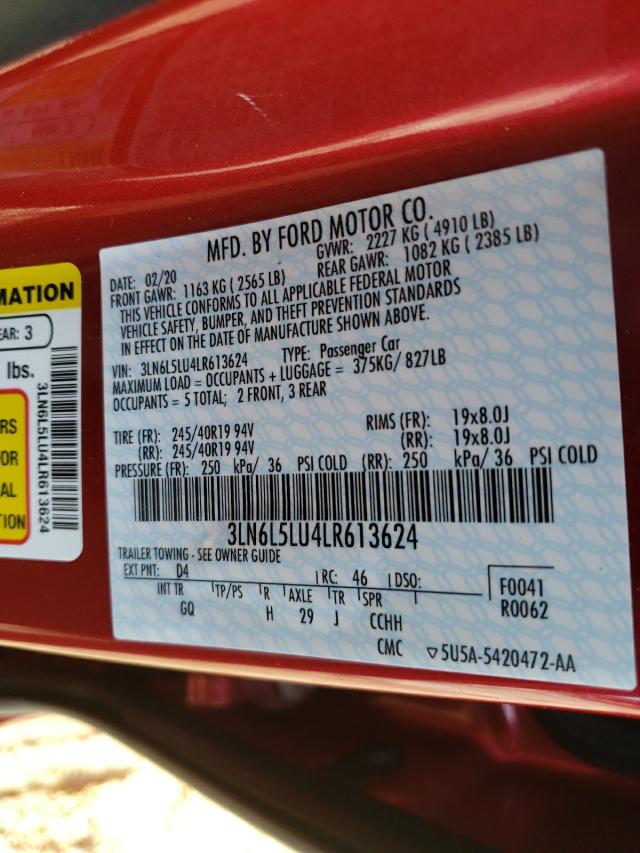 MFD. BY FORD MOTOR CO.
DATE: 02/20 GVWR: 2227 KG ( 4910 LB)
FRONT GAWR: 1163 KG ( 2565 LB) REAR GAWR: 1082 KG ( 2385 LB)
THIS VEHICLE CONFORMS TO ALL APPLICABLE FEDERAL MOTOR
VEHICLE SAFETY, BUMPER, AND THEFT PREVENTION STANDARDS
IN EFFECT ON THE DATE OF MANUFACTURE SHOWN ABOVE.
VIN: 3LN6L5LU4LR613624 TYPE: Passenger Car
MAXIMUM LOAD = OCCUPANTS + LUGGAGE = 375KG/ 827LB
OCCUPANTS = 5 TOTAL; 2 FRONT, 3 REAR
TIRE (FR): 245/40R19 94V RIMS (FR): 19x8.0J
(RR): 245/40R19 94V (RR): 19x8.0J
PRESSURE (FR): 250 kPa/ 36 PSI COLD (RR): 250 kPa/ 36 PSI COLD
3LN6L5LU4LR613624
TRAILER TOWING - SEE OWNER GUIDE
EXT PNT: D4 RC: 46 DSO: F0041
INT TR TP/PS R AXLE TR SPR R0062
GQ H 29 J CCHH
CMC ▽5U5A-5420472-AA
MATION
EAR: 3
lbs.
RS
FOR
AL
TION
3LN6L5LU4LR613624